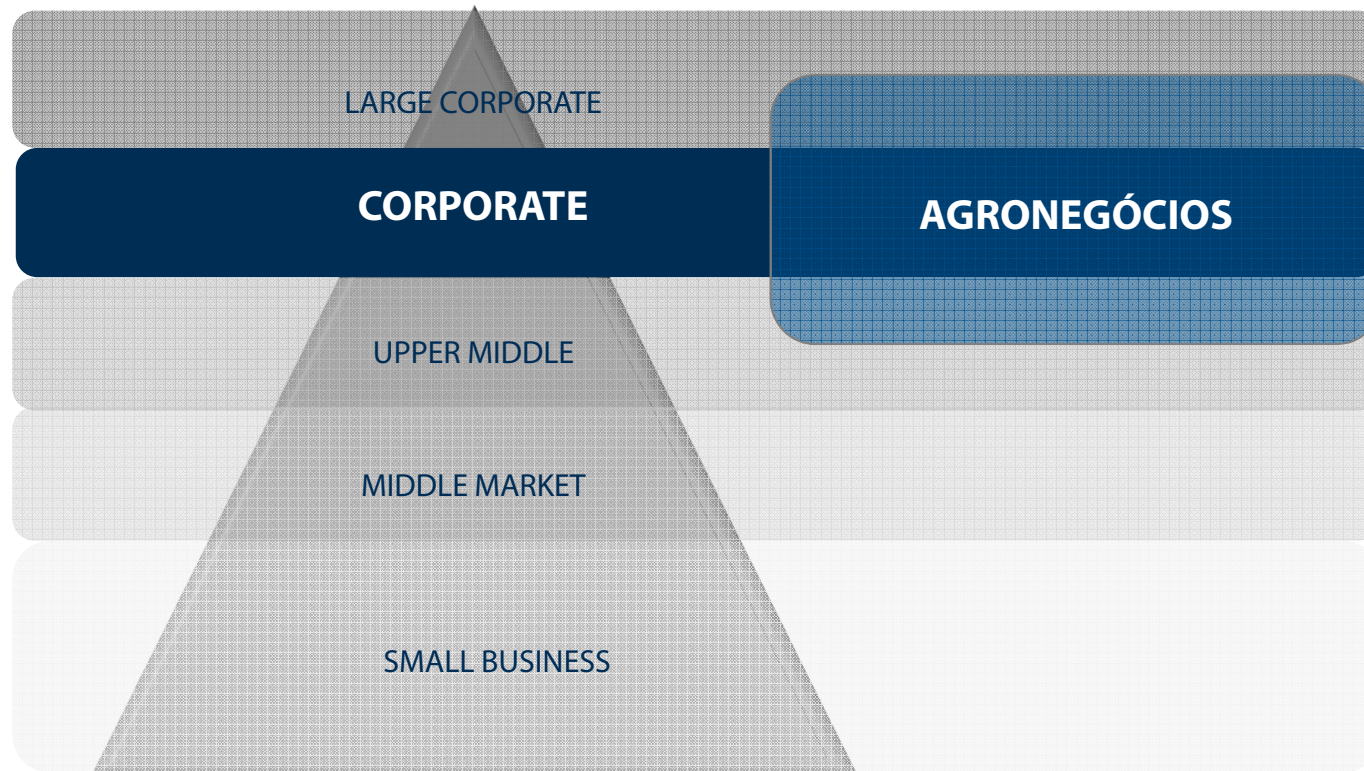 LARGE CORPORATE
CORPORATE
AGRONEGÓCIOS
UPPER MIDDLE
MIDDLE MARKET
SMALL BUSINESS